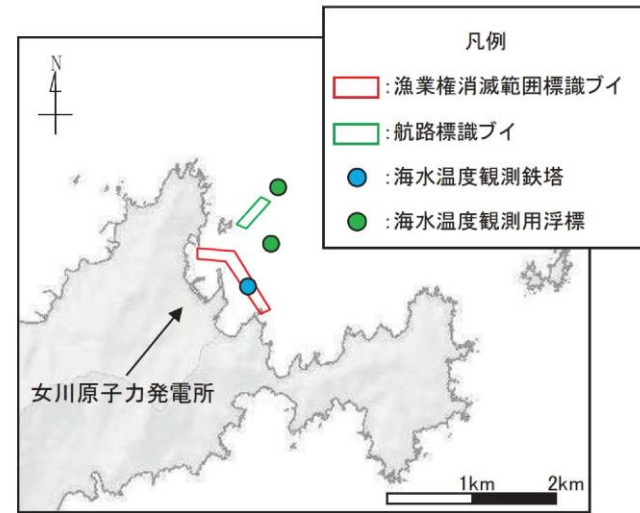 凡例
:漁業権消滅範囲標識ブイ
:航路標識ブイ
:海水温度観測鉄塔
:海水温度観測用浮標
N
女川原子力発電所
1km 2km